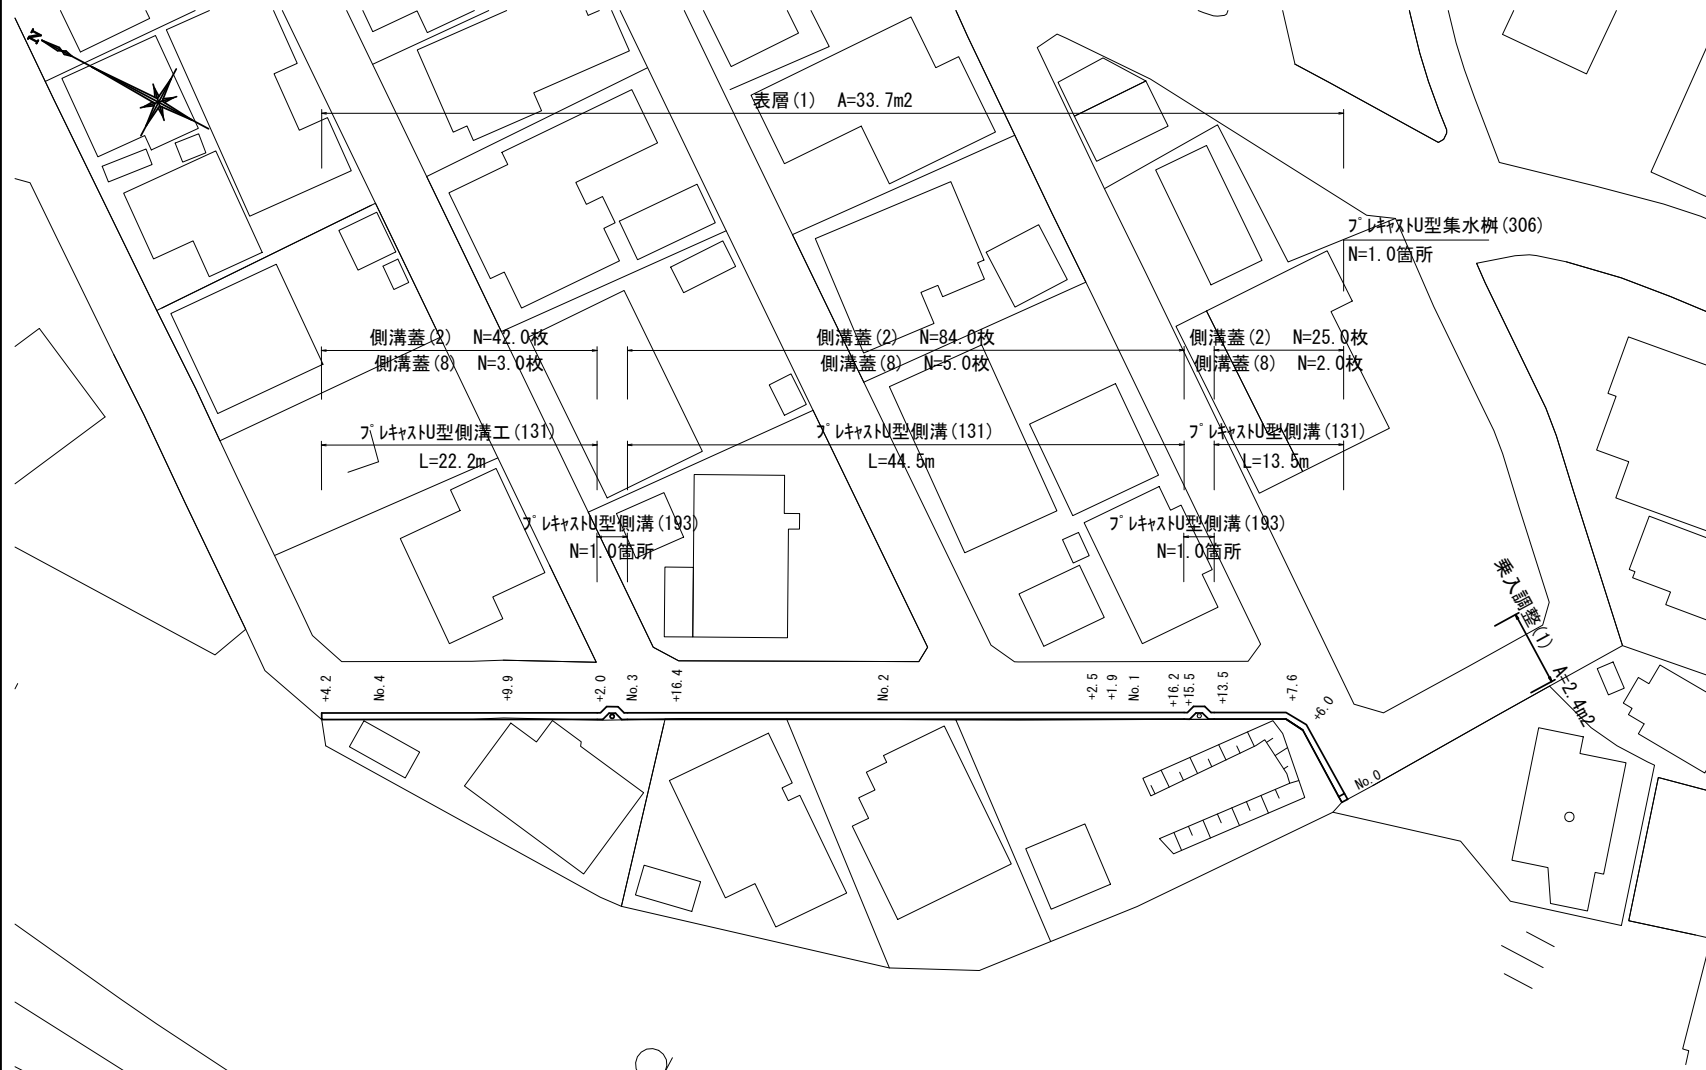 N
表層(1) A=33.7m2
プレキャストU型集水桝(306)
N=1.0箇所
側溝蓋(2) N=42.0枚
側溝蓋(8) N=3.0枚
側溝蓋(2) N=84.0枚
側溝蓋(8) N=5.0枚
側溝蓋(2) N=25.0枚
側溝蓋(8) N=2.0枚
プレキャストU型側溝工(131)
L=22.2m
プレキャストU型側溝(131)
L=44.5m
プレキャストU型側溝(131)
L=13.5m
プレキャストU型側溝(193)
N=1.0箇所
プレキャストU型側溝(193)
N=1.0箇所
乗入調整(1) A=2.4m2
+4.2
No.4
+9.9
+2.0
No.3
+16.4
No.2
+2.5
+1.9
No.1
+16.2
+15.5
+13.5
+7.6
+6.0
No.0